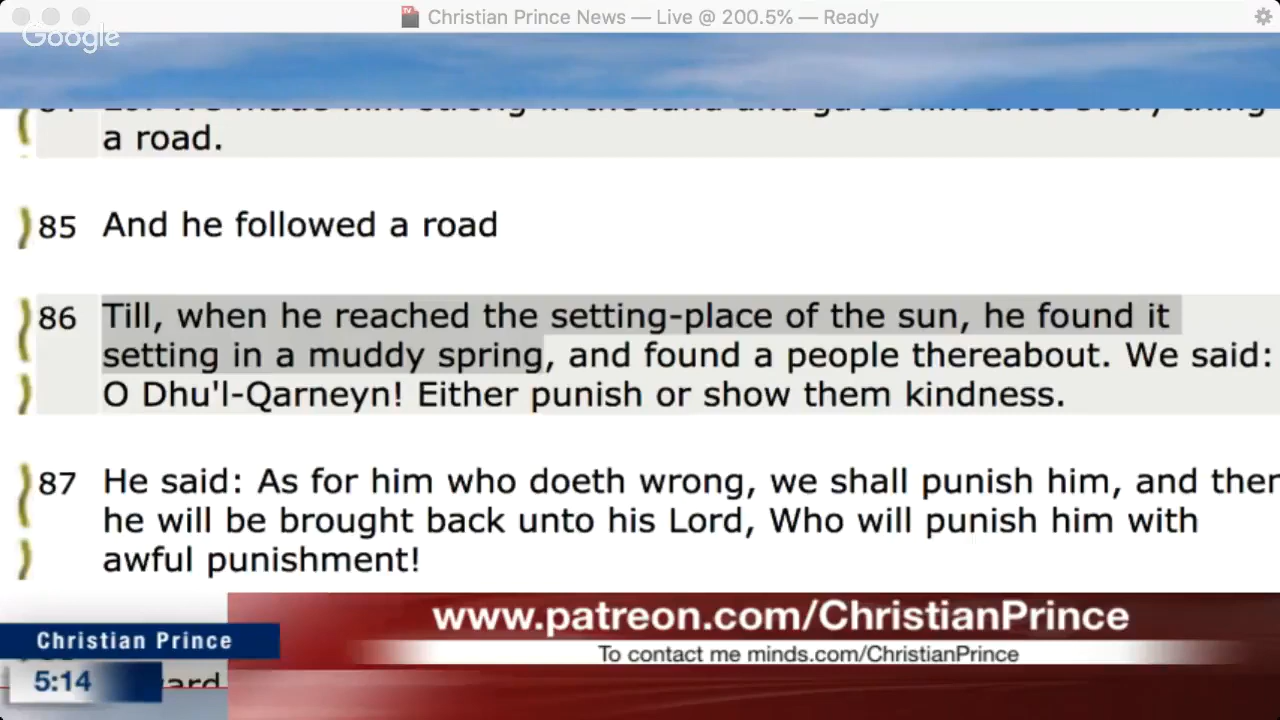 Christian Prince News — Live @ 200.5% — Ready
Google
a road.
85 And he followed a road
86 Till, when he reached the setting-place of the sun, he found it
setting in a muddy spring, and found a people thereabout. We said:
O Dhu'l-Qarneyn! Either punish or show them kindness.
87 He said: As for him who doeth wrong, we shall punish him, and then
he will be brought back unto his Lord, Who will punish him with
awful punishment!
www.patreon.com/ChristianPrince
Christian Prince
To contact me minds.com/ChristianPrince
5:14